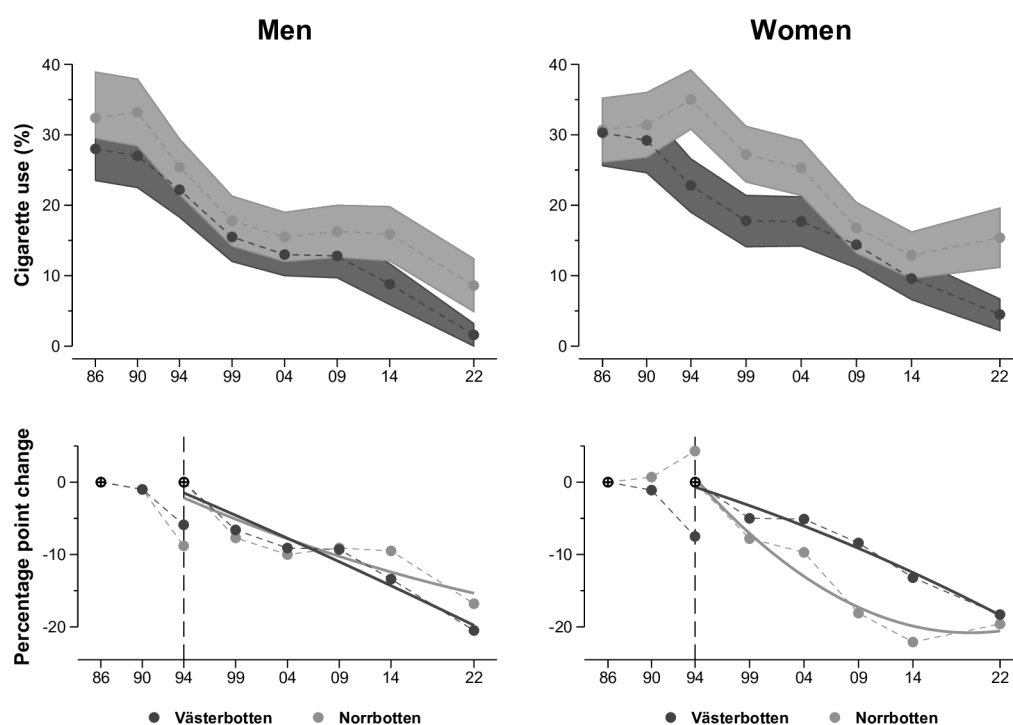 Men Women
Cigarette use (%)
40 40
30 30
20 20
10 10
0 0
86 90 94 99 04 09 14 22 86 90 94 99 04 09 14 22
Percentage point change
0 0
-10 -10
-20 -20
86 90 94 99 04 09 14 22 86 90 94 99 04 09 14 22
Västerbotten Norrbotten Västerbotten Norrbotten